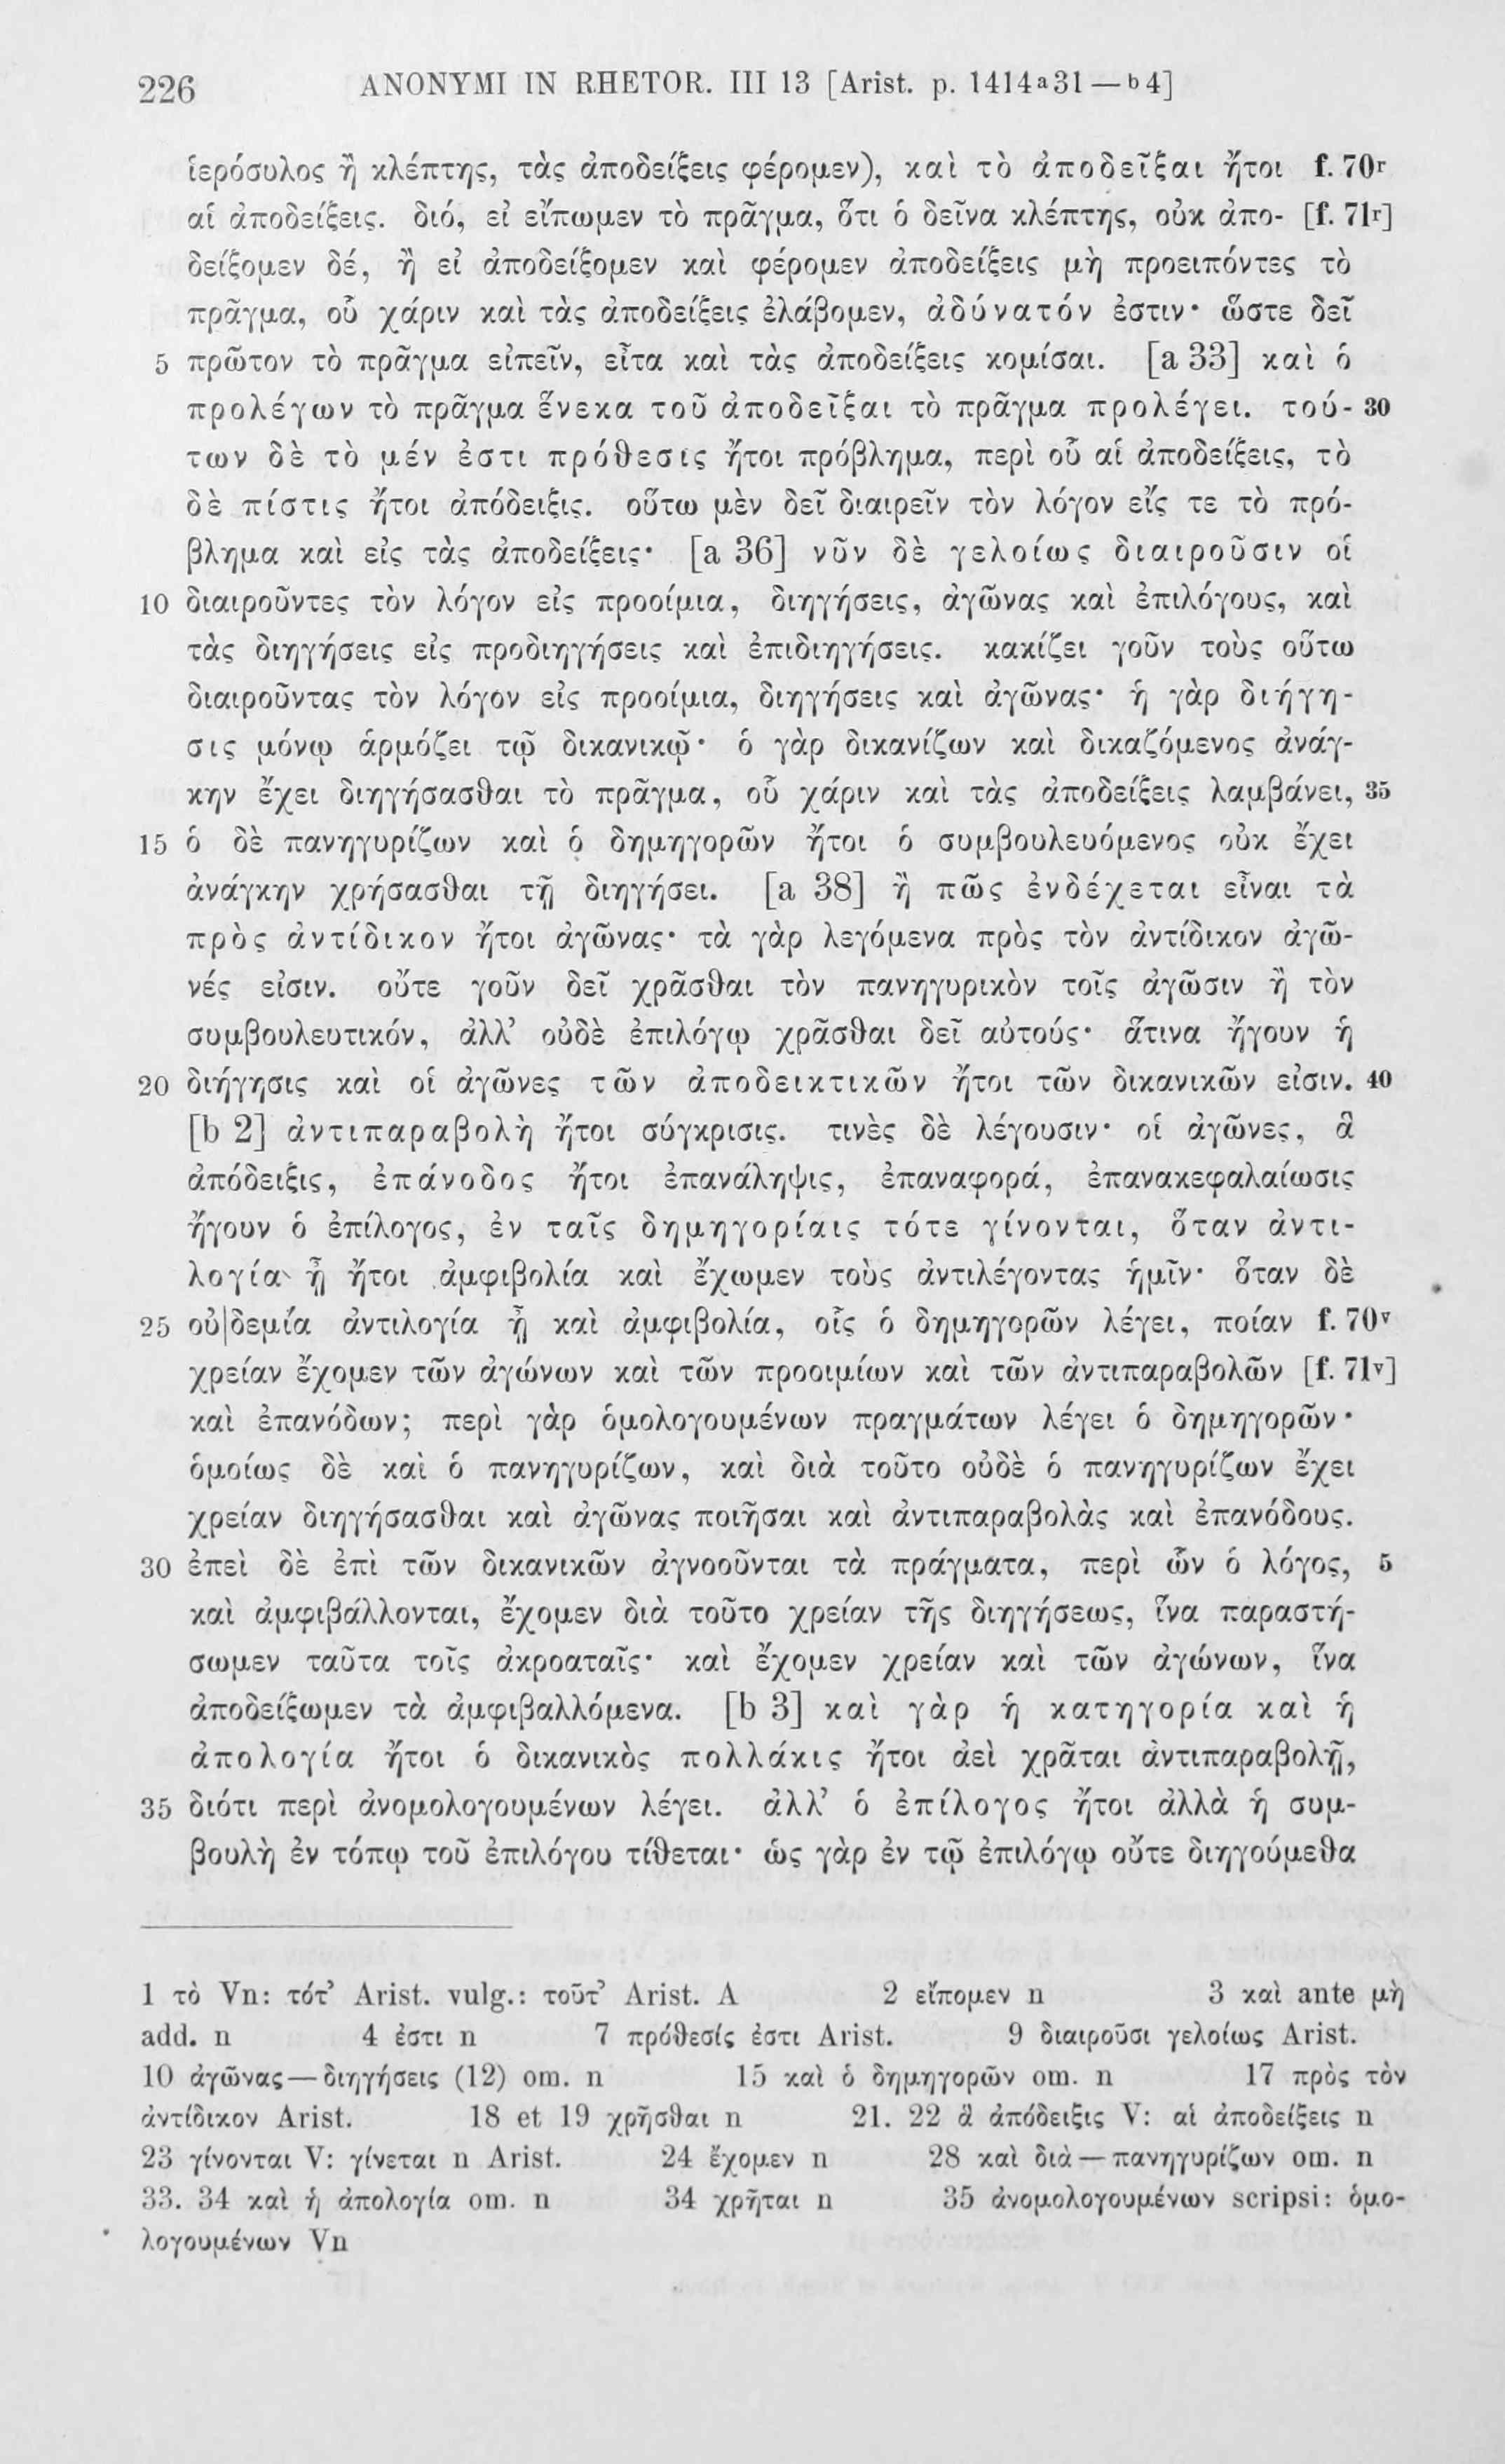 226 ANONYMI IN RHETOR. III 13 [Arist. p. 1414a31—b4]
ἱερόσυλος ἢ κλέπτης, τὰς ἀποδείξεις φέρομεν), καὶ τὸ ἀποδεῖξαι ἤτοι f. 70r
αἱ ἀποδείξεις. διό, εἰ εἴπωμεν τὸ πρᾶγμα, ὅτι ὁ δεῖνα κλέπτης, οὐκ ἀπο- [f. 71r]
δείξομεν δέ, ἢ εἰ ἀποδείξομεν καὶ φέρομεν ἀποδείξεις μὴ προειπόντες τὸ
πρᾶγμα, οὗ χάριν καὶ τὰς ἀποδείξεις ἐλάβομεν, ἀδύνατόν ἐστιν· ὥστε δεῖ
5 πρῶτον τὸ πρᾶγμα εἰπεῖν, εἶτα καὶ τὰς ἀποδείξεις κομίσαι. [a 33] καὶ ὁ
προλέγων τὸ πρᾶγμα ἕνεκα τοῦ ἀποδεῖξαι τὸ πρᾶγμα προλέγει. τού- 30
των δὲ τὸ μέν ἐστι πρόθεσις ἤτοι πρόβλημα, περὶ οὗ αἱ ἀποδείξεις, τὸ
δὲ πίστις ἤτοι ἀπόδειξις. οὕτω μὲν δεῖ διαιρεῖν τὸν λόγον εἴς τε τὸ πρό-
βλημα καὶ εἰς τὰς ἀποδείξεις· [a 36] νῦν δὲ γελοίως διαιροῦσιν οἱ
10 διαιροῦντες τὸν λόγον εἰς προοίμια, διηγήσεις, ἀγῶνας καὶ ἐπιλόγους, καὶ
τὰς διηγήσεις εἰς προδιηγήσεις καὶ ἐπιδιηγήσεις. κακίζει γοῦν τοὺς οὕτω
διαιροῦντας τὸν λόγον εἰς προοίμια, διηγήσεις καὶ ἀγῶνας· ἡ γὰρ διήγη-
σις μόνῳ ἁρμόζει τῷ δικανικῷ· ὁ γὰρ δικανίζων καὶ δικαζόμενος ἀνάγ-
κην ἔχει διηγήσασθαι τὸ πρᾶγμα, οὗ χάριν καὶ τὰς ἀποδείξεις λαμβάνει, 35
15 ὁ δὲ πανηγυρίζων καὶ ὁ δημηγορῶν ἤτοι ὁ συμβουλευόμενος οὐκ ἔχει
ἀνάγκην χρήσασθαι τῇ διηγήσει. [a 38] ἢ πῶς ἐνδέχεται εἶναι τὰ
πρὸς ἀντίδικον ἤτοι ἀγῶνας· τὰ γὰρ λεγόμενα πρὸς τὸν ἀντίδικον ἀγῶ-
νές εἰσιν. οὔτε γοῦν δεῖ χρᾶσθαι τὸν πανηγυρικὸν τοῖς ἀγῶσιν ἢ τὸν
συμβουλευτικόν, ἀλλ’ οὐδὲ ἐπιλόγῳ χρᾶσθαι δεῖ αὐτούς· ἅτινα ἤγουν ἡ
20 διήγησις καὶ οἱ ἀγῶνες τῶν ἀποδεικτικῶν ἤτοι τῶν δικανικῶν εἰσιν. 40
[b 2] ἀντιπαραβολὴ ἤτοι σύγκρισις. τινὲς δὲ λέγουσιν· οἱ ἀγῶνες, ἃ
ἀπόδειξις, ἐπάνοδος ἤτοι ἐπανάληψις, ἐπαναφορά, ἐπανακεφαλαίωσις
ἤγουν ὁ ἐπίλογος, ἐν ταῖς δημηγορίαις τότε γίνονται, ὅταν ἀντι-
λογία ᾖ ἤτοι ἀμφιβολία καὶ ἔχωμεν τοὺς ἀντιλέγοντας ἡμῖν· ὅταν δὲ
25 οὐ|δεμία ἀντιλογία ᾖ καὶ ἀμφιβολία, οἷς ὁ δημηγορῶν λέγει, ποίαν f. 70v
χρείαν ἔχομεν τῶν ἀγώνων καὶ τῶν προοιμίων καὶ τῶν ἀντιπαραβολῶν [f. 71v]
καὶ ἐπανόδων; περὶ γὰρ ὁμολογουμένων πραγμάτων λέγει ὁ δημηγορῶν·
ὁμοίως δὲ καὶ ὁ πανηγυρίζων, καὶ διὰ τοῦτο οὐδὲ ὁ πανηγυρίζων ἔχει
χρείαν διηγήσασθαι καὶ ἀγῶνας ποιῆσαι καὶ ἀντιπαραβολὰς καὶ ἐπανόδους.
30 ἐπεὶ δὲ ἐπὶ τῶν δικανικῶν ἀγνοοῦνται τὰ πράγματα, περὶ ὧν ὁ λόγος, 5
καὶ ἀμφιβάλλονται, ἔχομεν διὰ τοῦτο χρείαν τῆς διηγήσεως, ἵνα παραστή-
σωμεν ταῦτα τοῖς ἀκροαταῖς· καὶ ἔχομεν χρείαν καὶ τῶν ἀγώνων, ἵνα
ἀποδείξωμεν τὰ ἀμφιβαλλόμενα. [b 3] καὶ γὰρ ἡ κατηγορία καὶ ἡ
ἀπολογία ἤτοι ὁ δικανικὸς πολλάκις ἤτοι ἀεὶ χρᾶται ἀντιπαραβολῇ,
35 διότι περὶ ἀνομολογουμένων λέγει. ἀλλ’ ὁ ἐπίλογος ἤτοι ἀλλὰ ἡ συμ-
βουλὴ ἐν τόπῳ τοῦ ἐπιλόγου τίθεται· ὡς γὰρ ἐν τῷ ἐπιλόγῳ οὔτε διηγούμεθα
1 τὸ Vn: τότ’ Arist. vulg.: τοῦτ’ Arist. A 2 εἴπομεν n 3 καὶ ante μὴ
add. n 4 ἐστι n 7 πρόθεσίς ἐστι Arist. 9 διαιροῦσι γελοίως Arist.
10 ἀγῶνας—διηγήσεις (12) om. n 15 καὶ ὁ δημηγορῶν om. n 17 πρὸς τὸν
ἀντίδικον Arist. 18 et 19 χρῆσθαι n 21. 22 ἃ ἀπόδειξις V: αἱ ἀποδείξεις n
23 γίνονται V: γίνεται n Arist. 24 ἔχομεν n 28 καὶ διὰ—πανηγυρίζων om. n
33. 34 καὶ ἡ ἀπολογία om. n 34 χρῆται n 35 ἀνομολογουμένων scripsi: ὁμο-
λογουμένων Vn